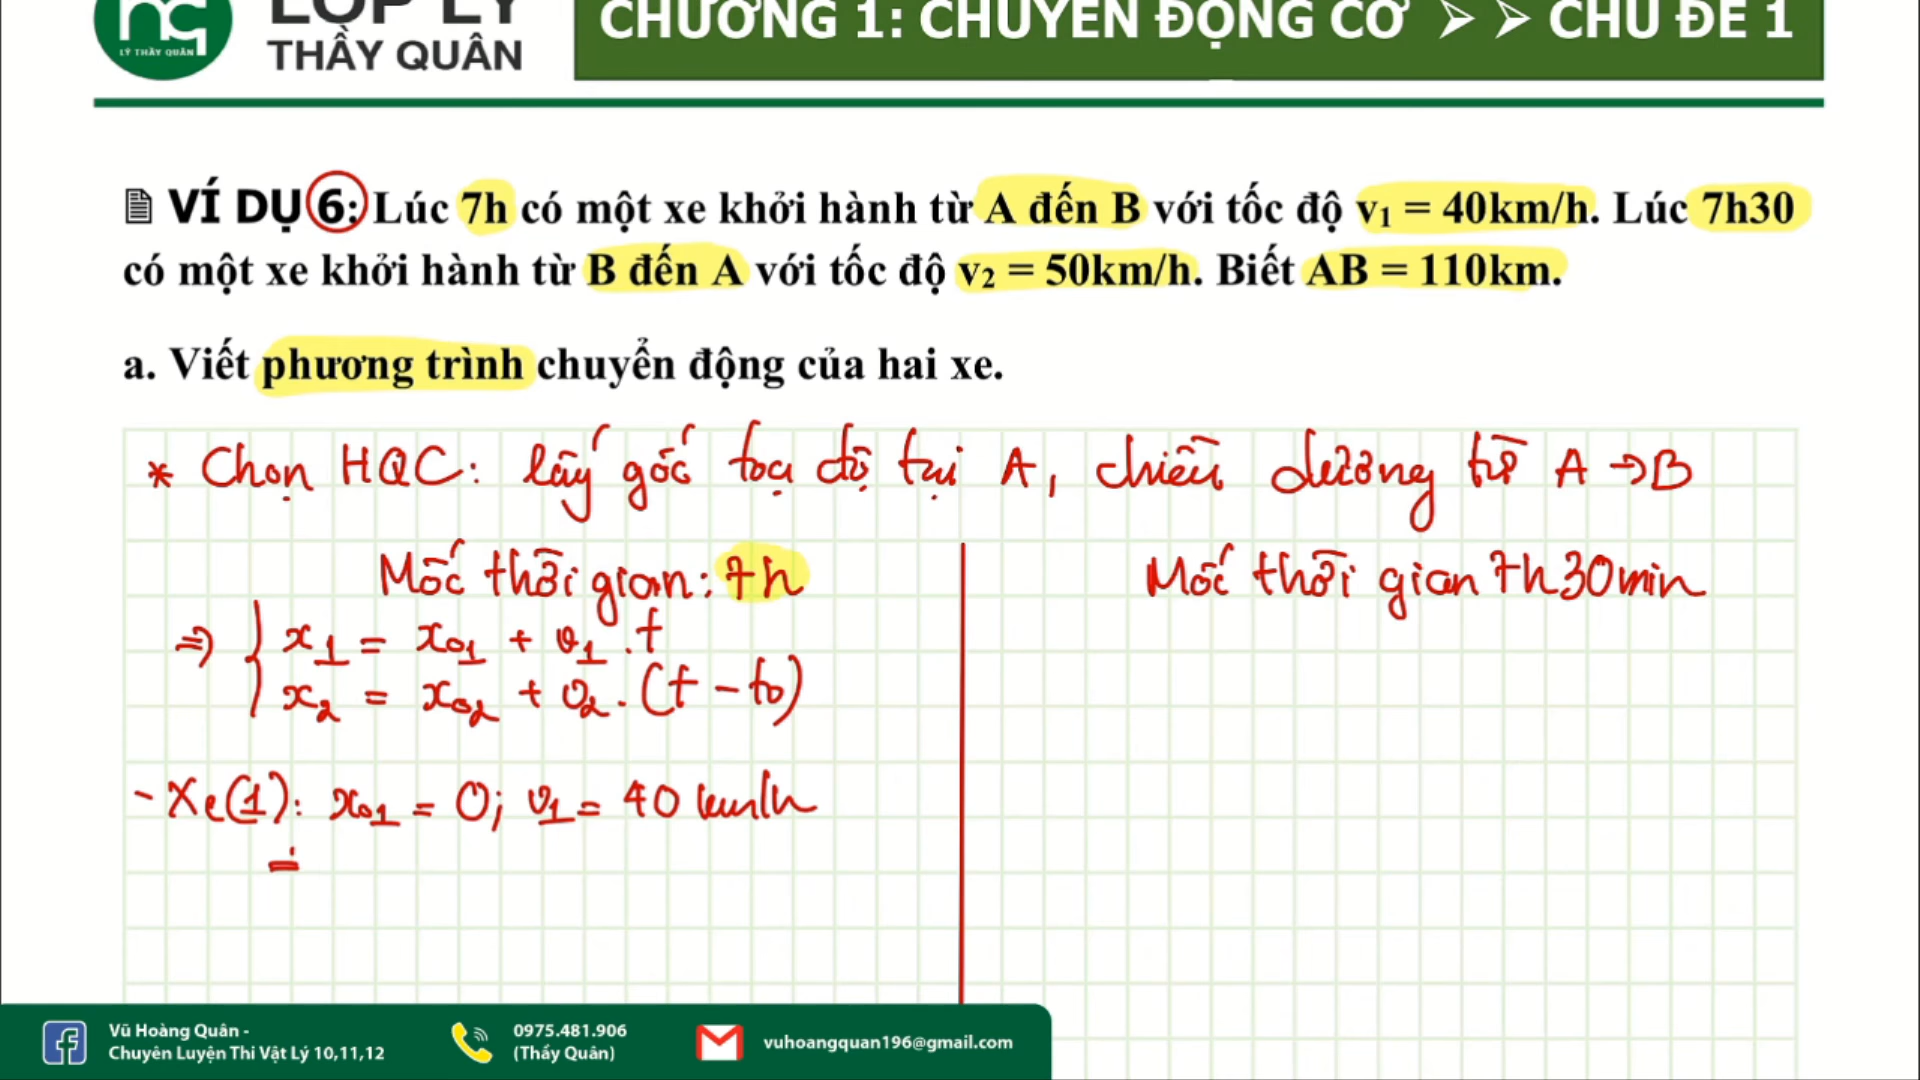 LỚP LÝ
THẦY QUÂN
LÝ THẦY QUÂN
CHƯƠNG 1: CHUYỂN ĐỘNG CƠ ➢ ➢ CHỦ ĐỀ 1
VÍ DỤ 6: Lúc 7h có một xe khởi hành từ A đến B với tốc độ v₁ = 40km/h. Lúc 7h30
có một xe khởi hành từ B đến A với tốc độ v₂ = 50km/h. Biết AB = 110km.
a. Viết phương trình chuyển động của hai xe.
* Chọn HQC: lấy gốc toạ độ tại A, chiều dương từ A → B
Mốc thời gian: 7h
⇒ { x₁ = x₀₁ + v₁ . t
x₂ = x₀₂ + v₂ . (t - t₀)
- Xe(1): x₀₁ = 0; v₁ = 40 km/h
Mốc thời gian 7h30min
Vũ Hoàng Quân -
Chuyên Luyện Thi Vật Lý 10,11,12
0975.481.906
(Thầy Quân)
vuhoangquan196@gmail.com